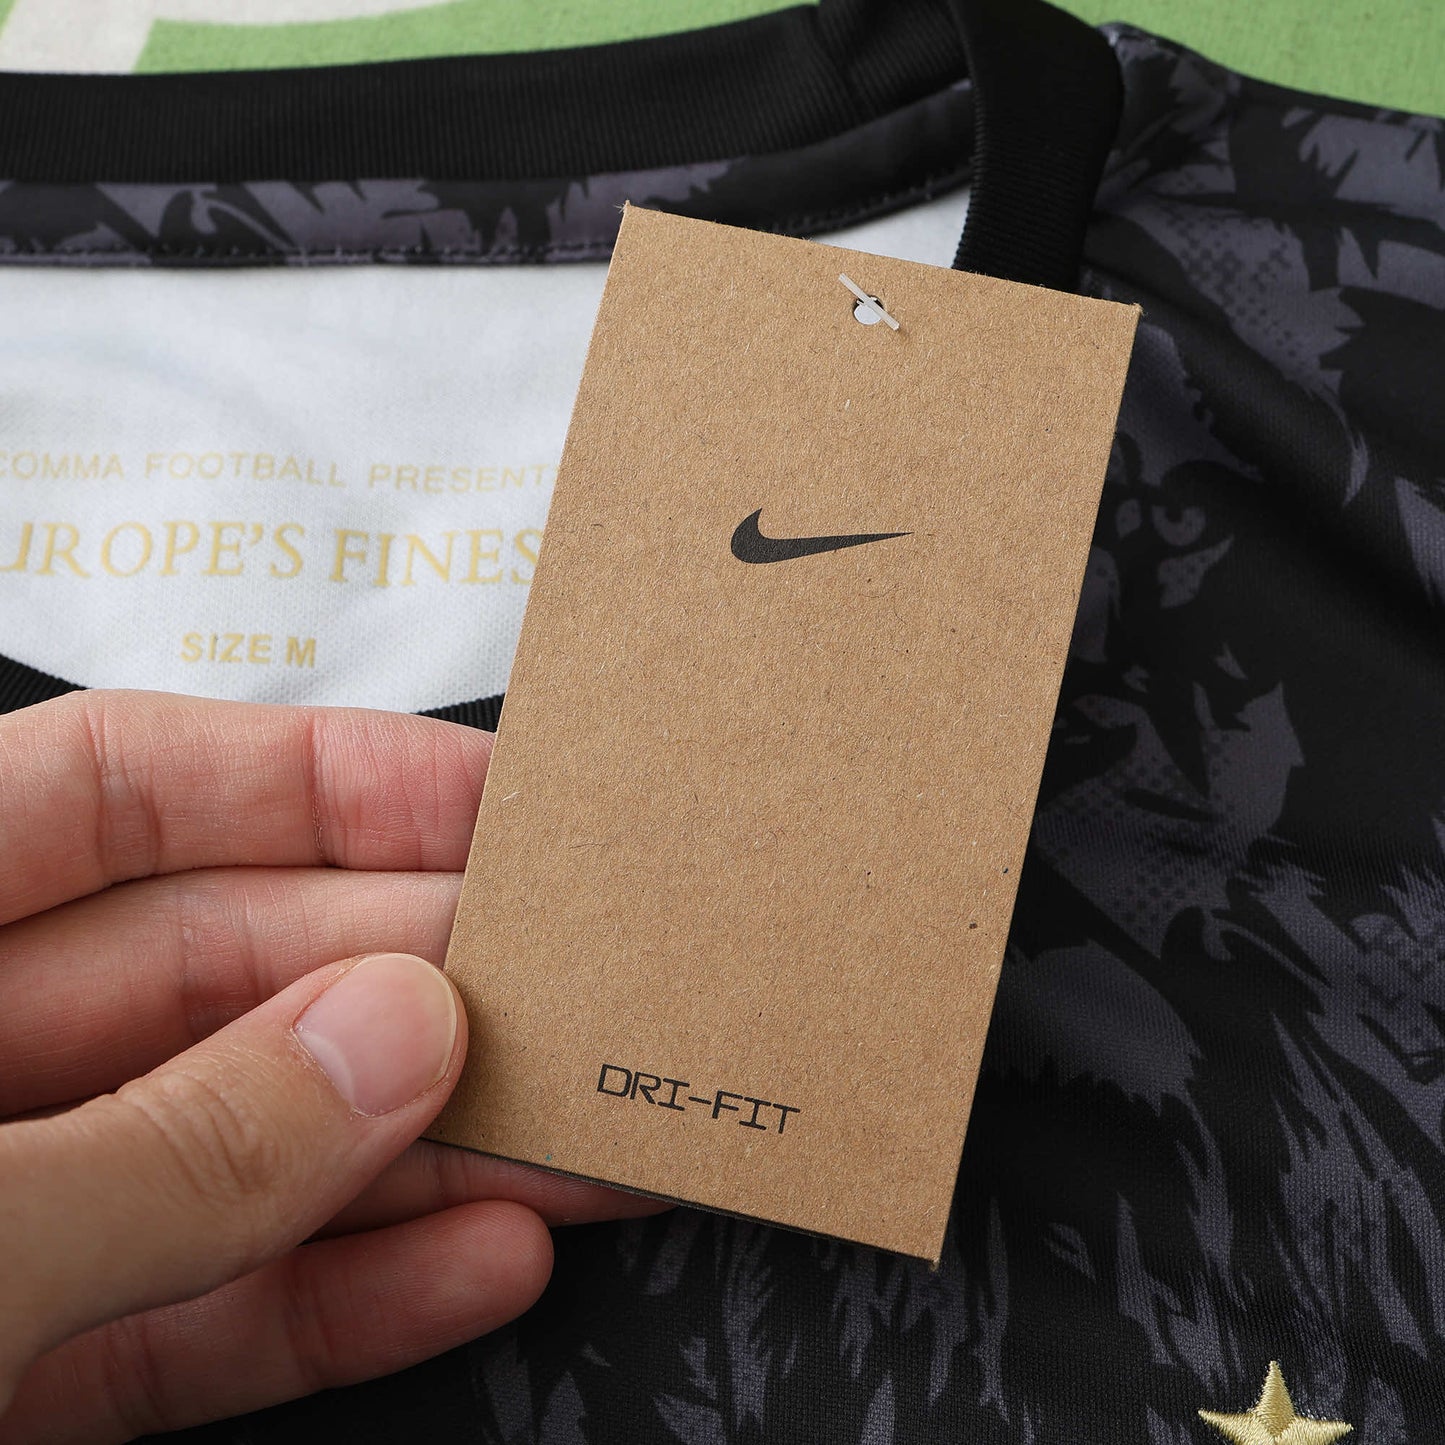 COMMA FOOTBALL PRESENT
UROPE'S FINES
SIZE M
DRI-FIT